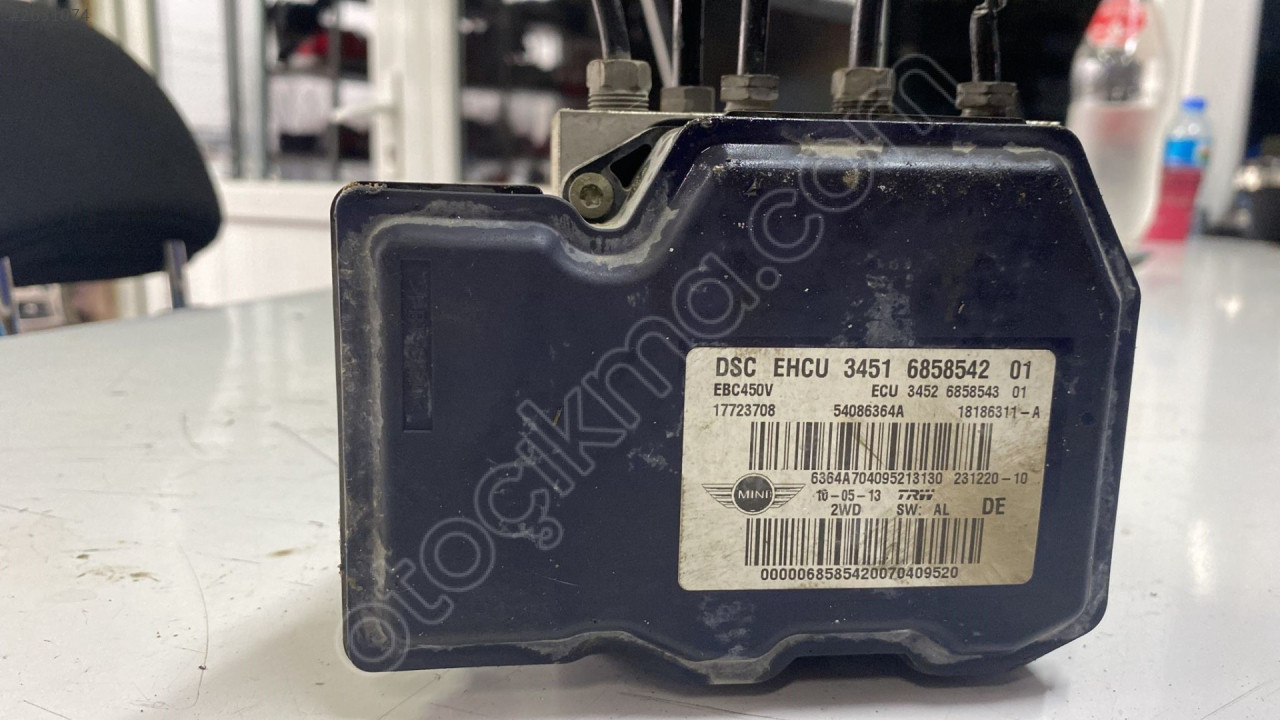 DSC EHCU 3451 6858542 01
EBC450V ECU 3452 6858543 01
17723708 54086364A 18186311-A
6364A704095213130 231220-10
MINI 10-05-13 TRW
2WD SW: AL DE
0000068585420070409520
otoçıkma.com